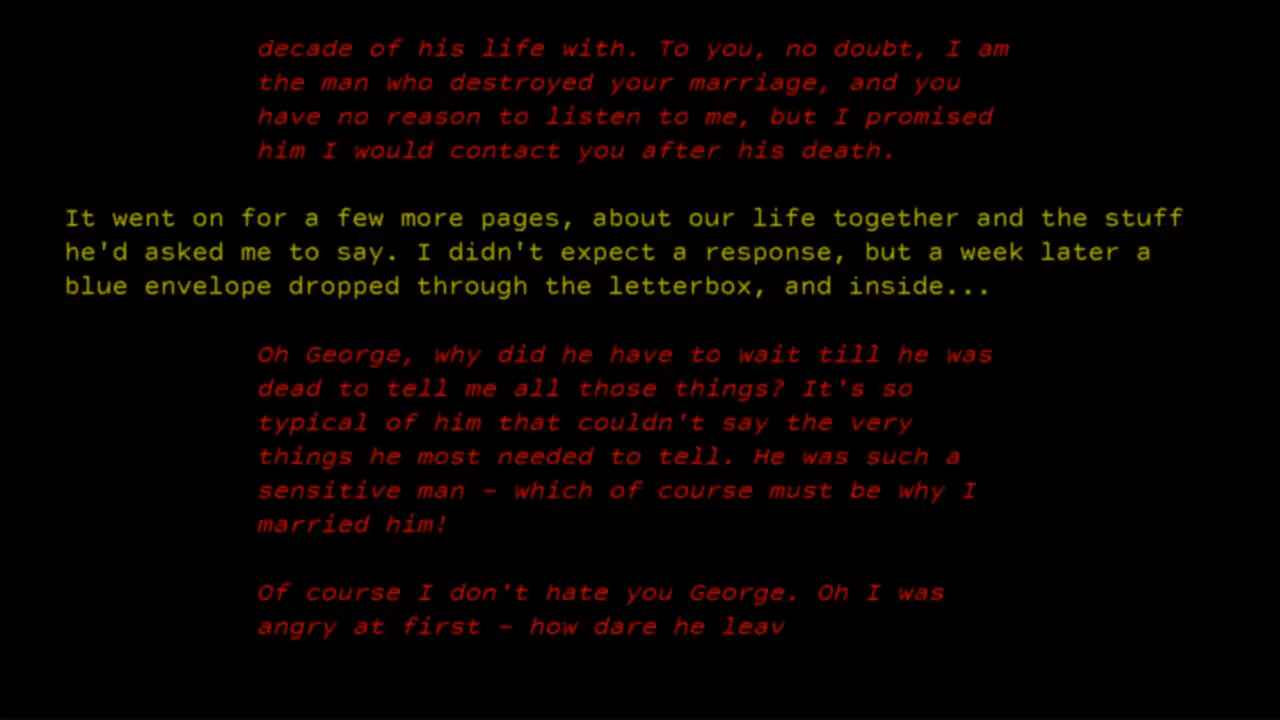 decade of his life with. To you, no doubt, I am
the man who destroyed your marriage, and you
have no reason to listen to me, but I promised
him I would contact you after his death.
It went on for a few more pages, about our life together and the stuff
he'd asked me to say. I didn't expect a response, but a week later a
blue envelope dropped through the letterbox, and inside...
Oh George, why did he have to wait till he was
dead to tell me all those things? It's so
typical of him that couldn't say the very
things he most needed to tell. He was such a
sensitive man – which of course must be why I
married him!
Of course I don't hate you George. Oh I was
angry at first – how dare he leav